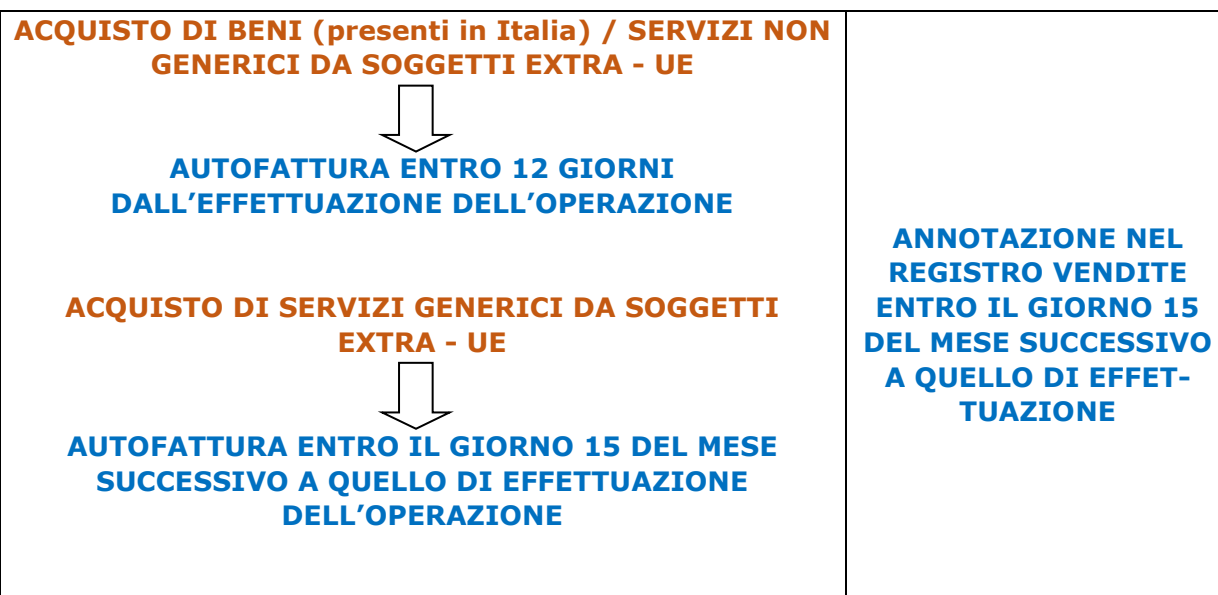 ACQUISTO DI BENI (presenti in Italia) / SERVIZI NON
GENERICI DA SOGGETTI EXTRA - UE
AUTOFATTURA ENTRO 12 GIORNI
DALL’EFFETTUAZIONE DELL’OPERAZIONE
ACQUISTO DI SERVIZI GENERICI DA SOGGETTI
EXTRA - UE
AUTOFATTURA ENTRO IL GIORNO 15 DEL MESE
SUCCESSIVO A QUELLO DI EFFETTUAZIONE
DELL’OPERAZIONE
ANNOTAZIONE NEL
REGISTRO VENDITE
ENTRO IL GIORNO 15
DEL MESE SUCCESSIVO
A QUELLO DI EFFET-
TUAZIONE